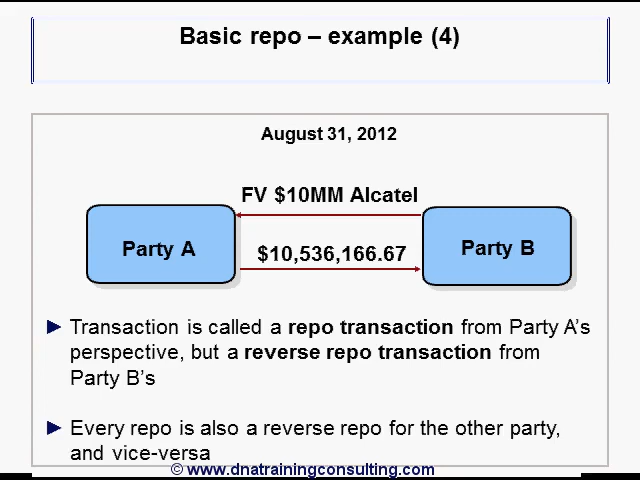 Basic repo – example (4)
August 31, 2012
FV $10MM Alcatel
Party A
$10,536,166.67
Party B
► Transaction is called a repo transaction from Party A’s
perspective, but a reverse repo transaction from
Party B’s
► Every repo is also a reverse repo for the other party,
and vice-versa
© www.dnatrainingconsulting.com